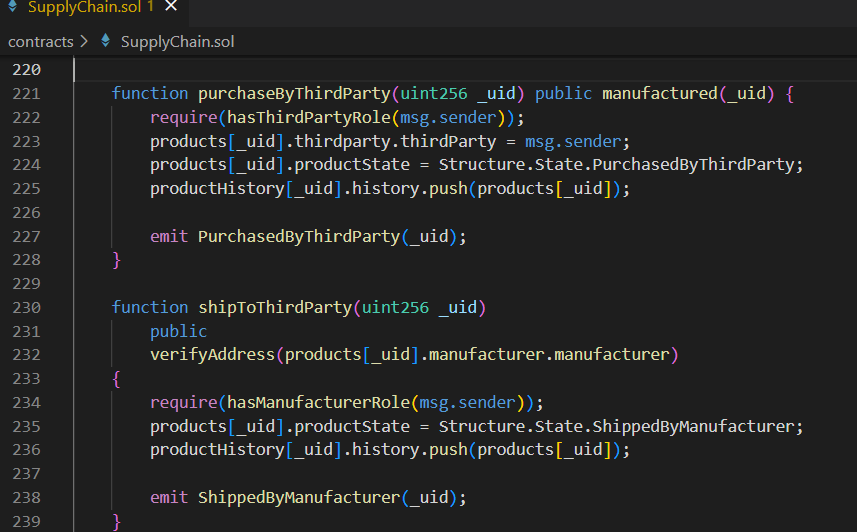 SupplyChain.sol 1 ✕
contracts > SupplyChain.sol
220
221 function purchaseByThirdParty(uint256 _uid) public manufactured(_uid) {
222 require(hasThirdPartyRole(msg.sender));
223 products[_uid].thirdparty.thirdParty = msg.sender;
224 products[_uid].productState = Structure.State.PurchasedByThirdParty;
225 productHistory[_uid].history.push(products[_uid]);
226
227 emit PurchasedByThirdParty(_uid);
228 }
229
230 function shipToThirdParty(uint256 _uid)
231 public
232 verifyAddress(products[_uid].manufacturer.manufacturer)
233 {
234 require(hasManufacturerRole(msg.sender));
235 products[_uid].productState = Structure.State.ShippedByManufacturer;
236 productHistory[_uid].history.push(products[_uid]);
237
238 emit ShippedByManufacturer(_uid);
239 }